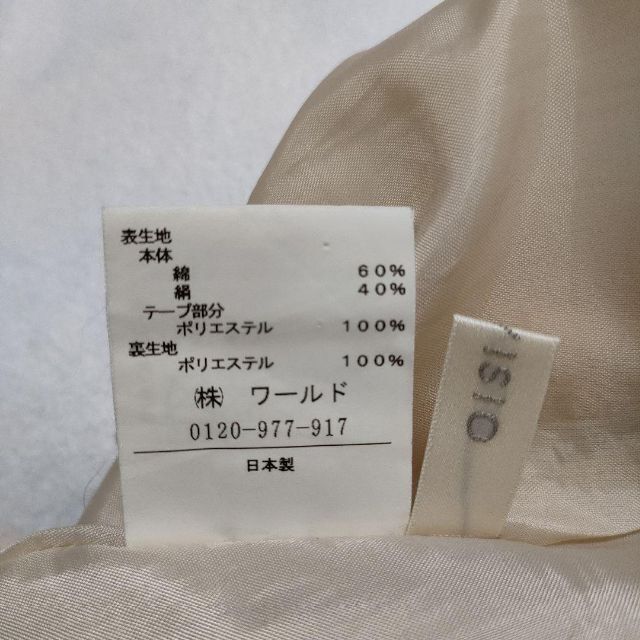 表生地
本体
綿 60%
絹 40%
テープ部分
ポリエステル 100%
裏生地
ポリエステル 100%
㈱ ワールド
0120-977-917
日本製